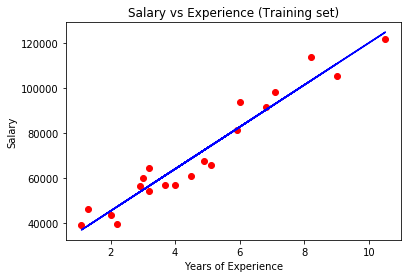 Salary vs Experience (Training set)
Salary
120000
100000
80000
60000
40000
2 4 6 8 10
Years of Experience